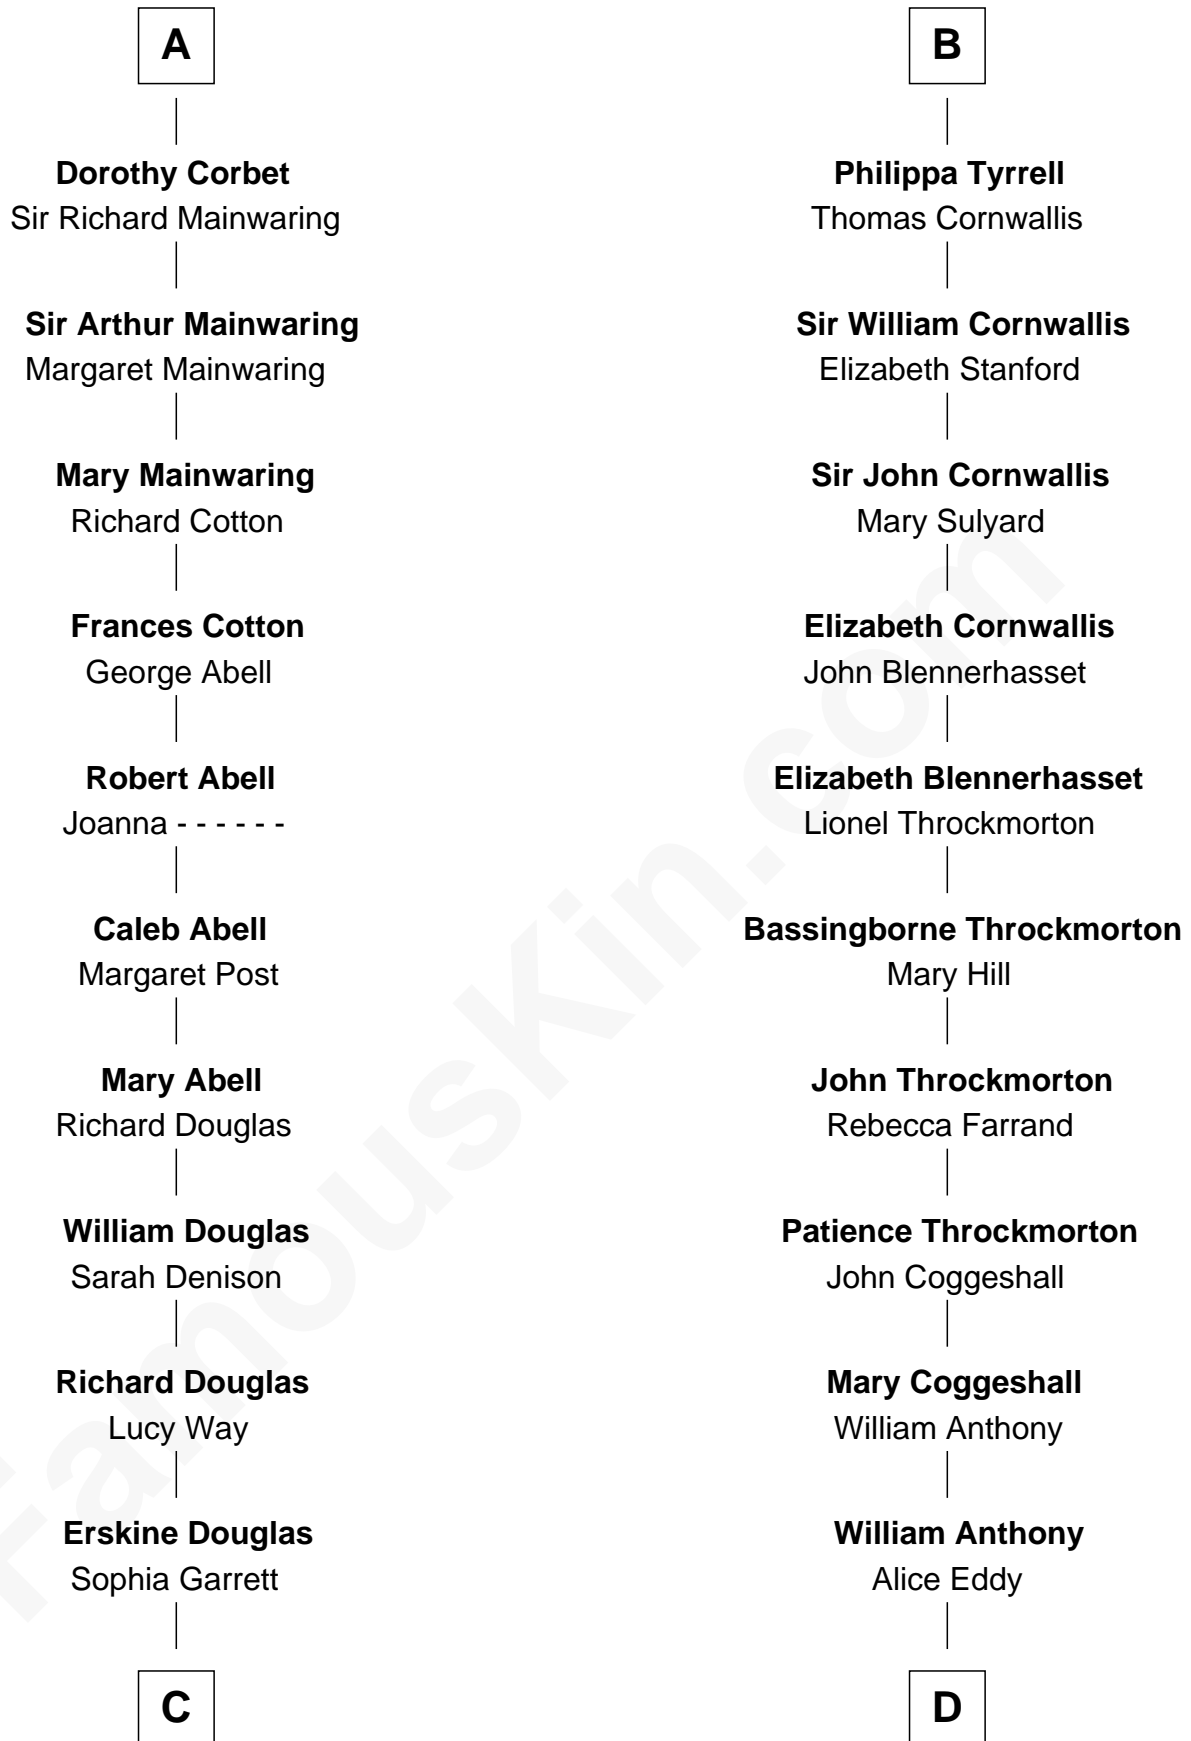 A
Dorothy Corbet
Sir Richard Mainwaring
Sir Arthur Mainwaring
Margaret Mainwaring
Mary Mainwaring
Richard Cotton
Frances Cotton
George Abell
Robert Abell
Joanna - - - - - -
Caleb Abell
Margaret Post
Mary Abell
Richard Douglas
William Douglas
Sarah Denison
Richard Douglas
Lucy Way
Erskine Douglas
Sophia Garrett
C
B
Philippa Tyrrell
Thomas Cornwallis
Sir William Cornwallis
Elizabeth Stanford
Sir John Cornwallis
Mary Sulyard
Elizabeth Cornwallis
John Blennerhasset
Elizabeth Blennerhasset
Lionel Throckmorton
Bassingborne Throckmorton
Mary Hill
John Throckmorton
Rebecca Farrand
Patience Throckmorton
John Coggeshall
Mary Coggeshall
William Anthony
William Anthony
Alice Eddy
D
FamousKin.com